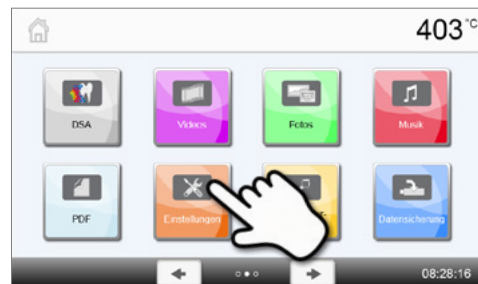 403 °C
DSA
Videos
Fotos
Musik
PDF
Einstellungen
Datensicherung
08:28:16